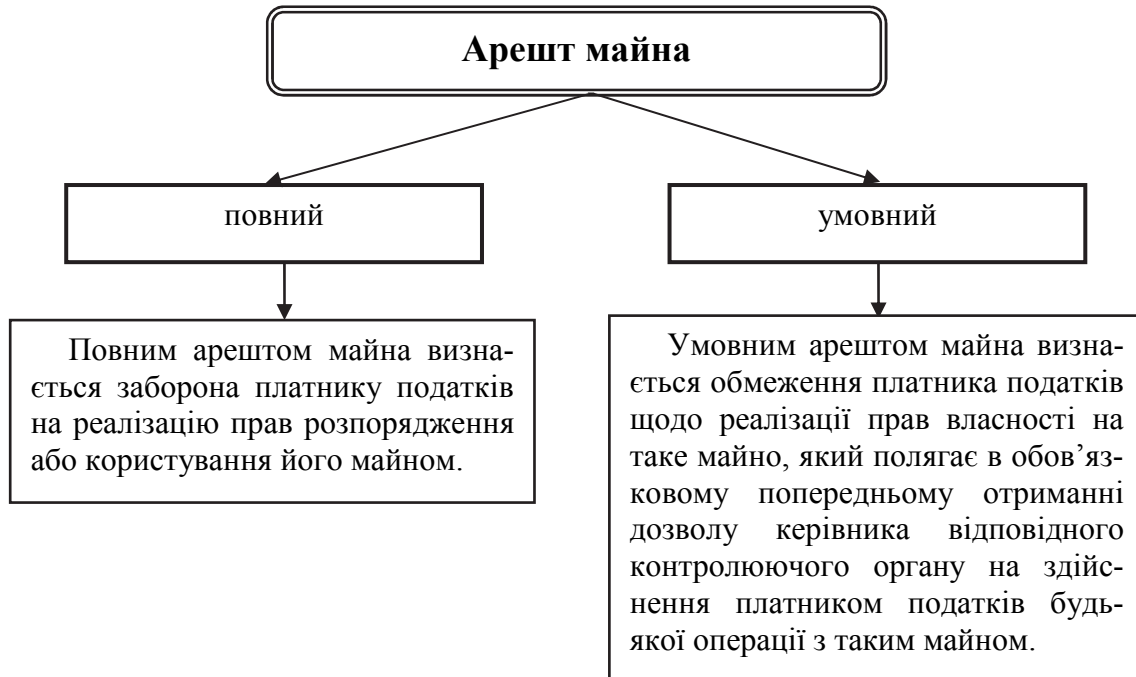 Арешт майна
повний
умовний
Повним арештом майна визна-
ється заборона платнику податків
на реалізацію прав розпорядження
або користування його майном.
Умовним арештом майна визна-
ється обмеження платника податків
щодо реалізації прав власності на
таке майно, який полягає в обов’яз-
ковому попередньому отриманні
дозволу керівника відповідного
контролюючого органу на здійс-
нення платником податків будь-
якої операції з таким майном.